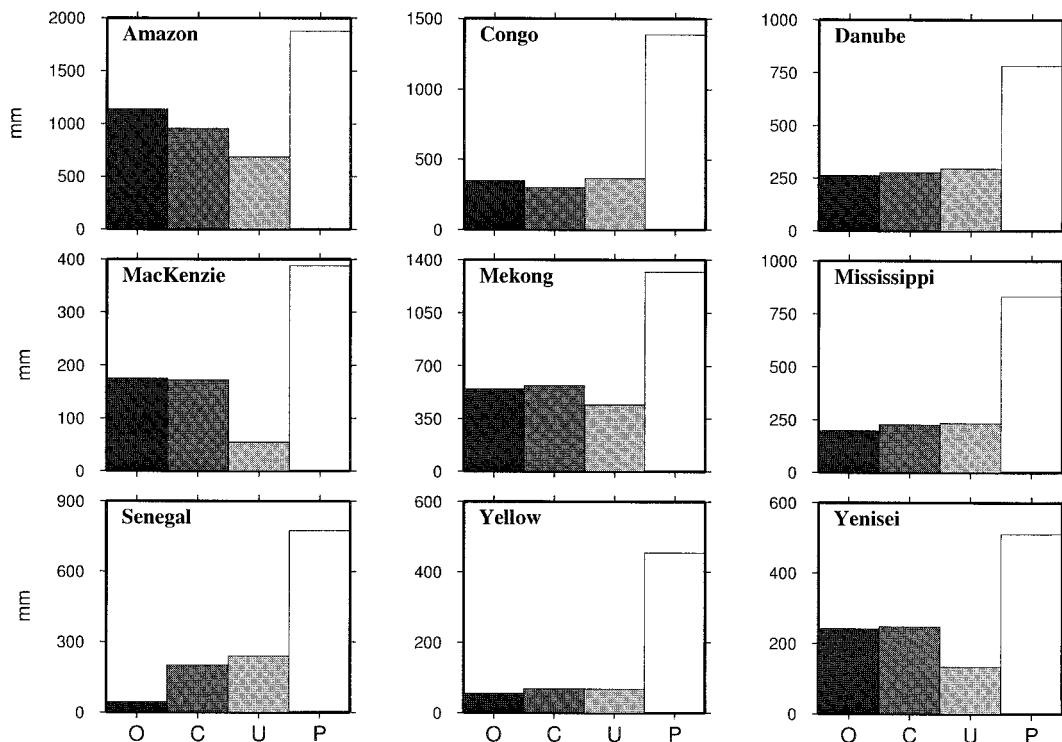 2000
1500
1000
500
0
mm
Amazon
1500
1000
500
0
Congo
1000
750
500
250
0
Danube
400
300
200
100
0
mm
MacKenzie
1400
1050
700
350
0
Mekong
1000
750
500
250
0
Mississippi
900
600
300
0
mm
Senegal
O C U P
600
400
200
0
Yellow
O C U P
600
400
200
0
Yenisei
O C U P